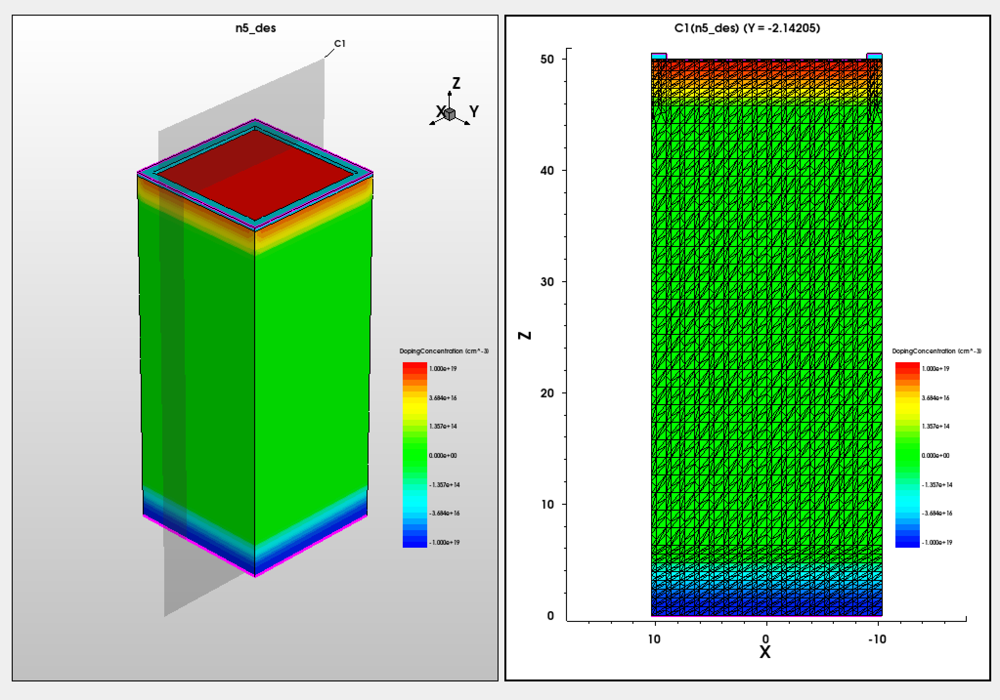 n5_des
C1
Z
X
Y
DopingConcentration (cm^-3)
1.000e+19
3.684e+16
1.357e+14
0.000e+00
-1.357e+14
-3.684e+16
-1.000e+19
C1(n5_des) (Y = -2.14205)
50
40
30
20
10
0
Z
10
0
-10
X
DopingConcentration (cm^-3)
1.000e+19
3.684e+16
1.357e+14
0.000e+00
-1.357e+14
-3.684e+16
-1.000e+19